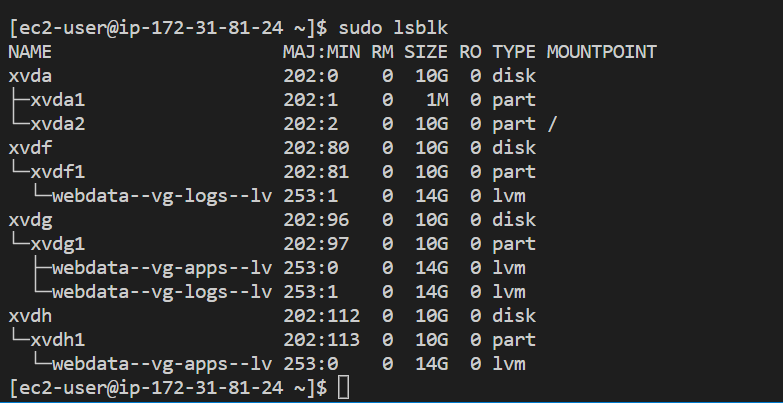 [ec2-user@ip-172-31-81-24 ~]$ sudo lsblk
NAME                    MAJ:MIN RM SIZE RO TYPE MOUNTPOINT
xvda                    202:0    0  10G  0 disk
├─xvda1                 202:1    0   1M  0 part
└─xvda2                 202:2    0  10G  0 part /
xvdf                    202:80   0  10G  0 disk
└─xvdf1                 202:81   0  10G  0 part
  └─webdata--vg-logs--lv 253:1    0  14G  0 lvm
xvdg                    202:96   0  10G  0 disk
└─xvdg1                 202:97   0  10G  0 part
  ├─webdata--vg-apps--lv 253:0    0  14G  0 lvm
  └─webdata--vg-logs--lv 253:1    0  14G  0 lvm
xvdh                    202:112  0  10G  0 disk
└─xvdh1                 202:113  0  10G  0 part
  └─webdata--vg-apps--lv 253:0    0  14G  0 lvm
[ec2-user@ip-172-31-81-24 ~]$